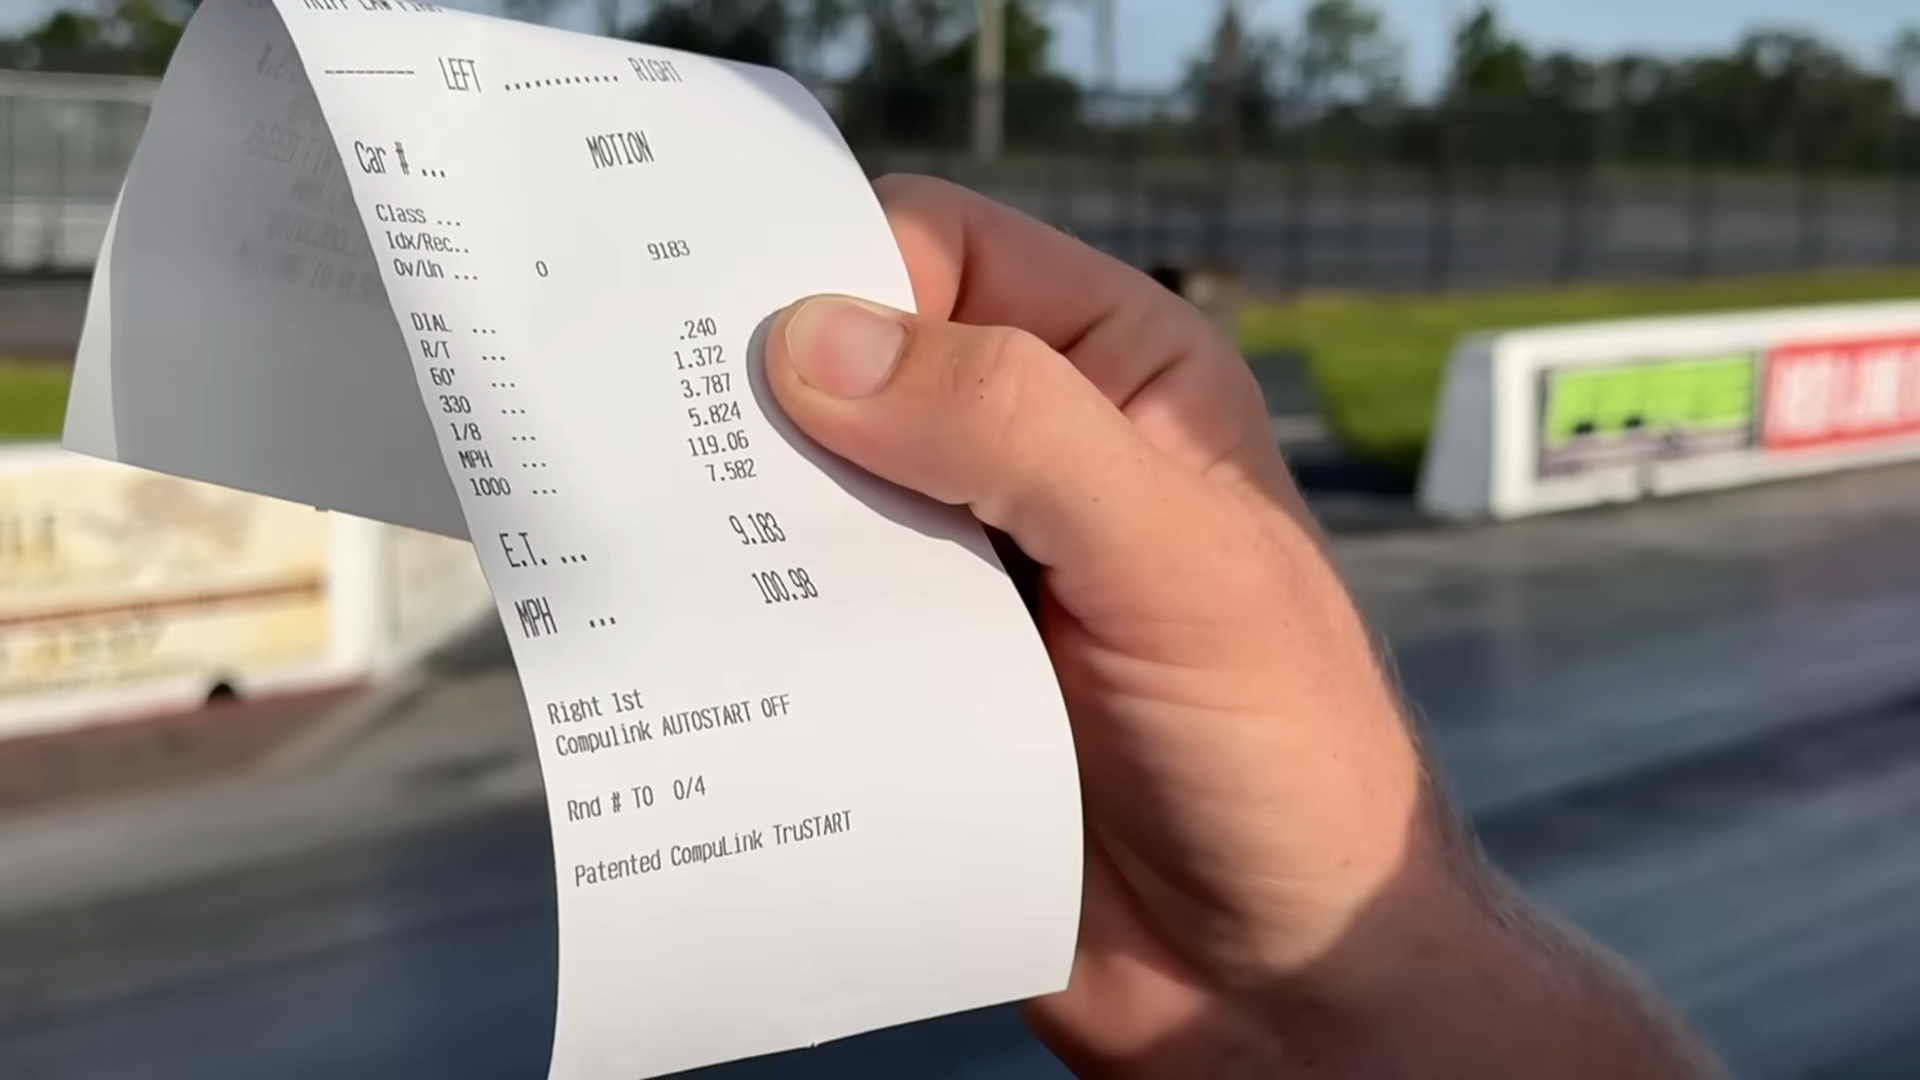 ---------- LEFT ........... RIGHT
Car # ... MOTION
Class ...
Idx/Rec..
Ov/Un ... 0 9183
DIAL ...
R/T ... .240
60' ... 1.372
330 ... 3.787
1/8 ... 5.824
MPH ... 119.06
1000 ... 7.582
E.T. ... 9.183
MPH ... 100.98
Right 1st
Compulink AUTOSTART OFF
Rnd # TO 0/4
Patented CompuLink TruSTART